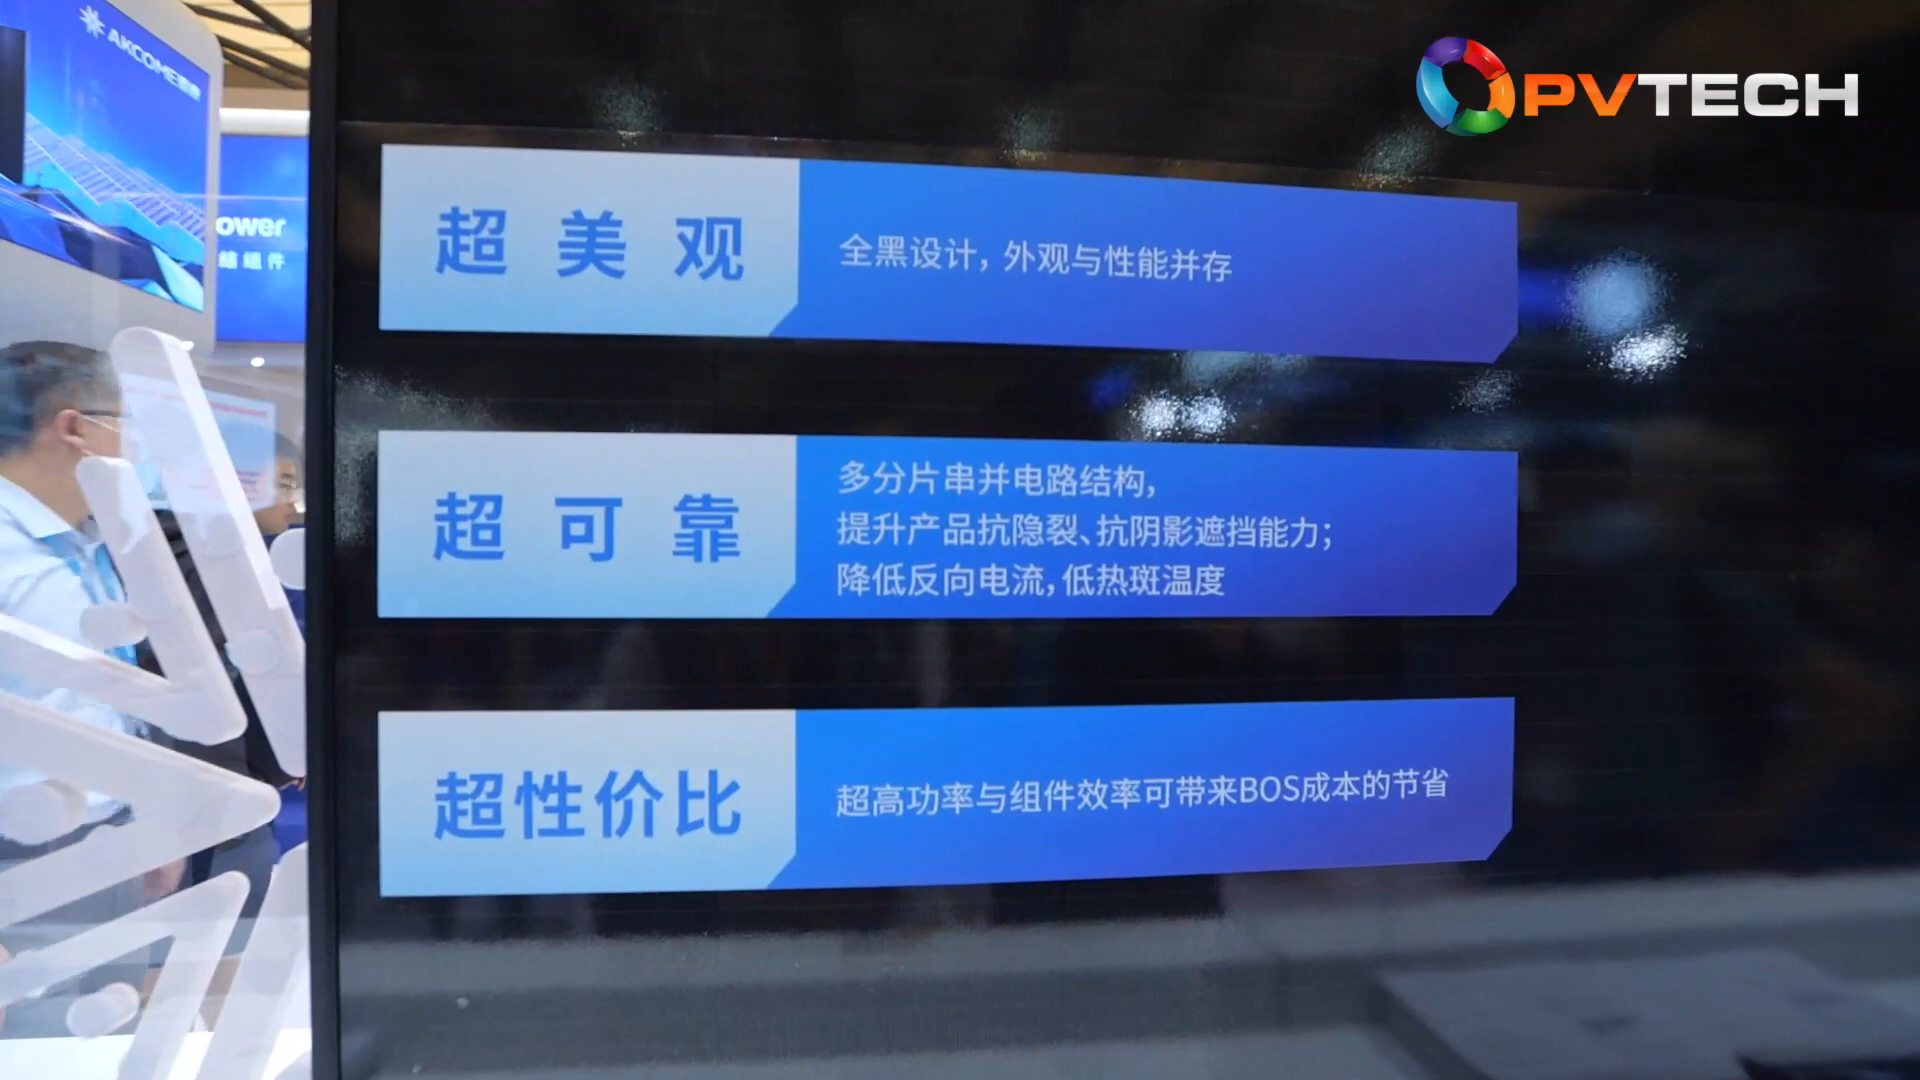 AKCOME
PVTECH
ower
组件
超美观
全黑设计，外观与性能并存
超可靠
多分片串并电路结构，
提升产品抗隐裂、抗阴影遮挡能力；
降低反向电流，低热斑温度
超性价比
超高功率与组件效率可带来BOS成本的节省